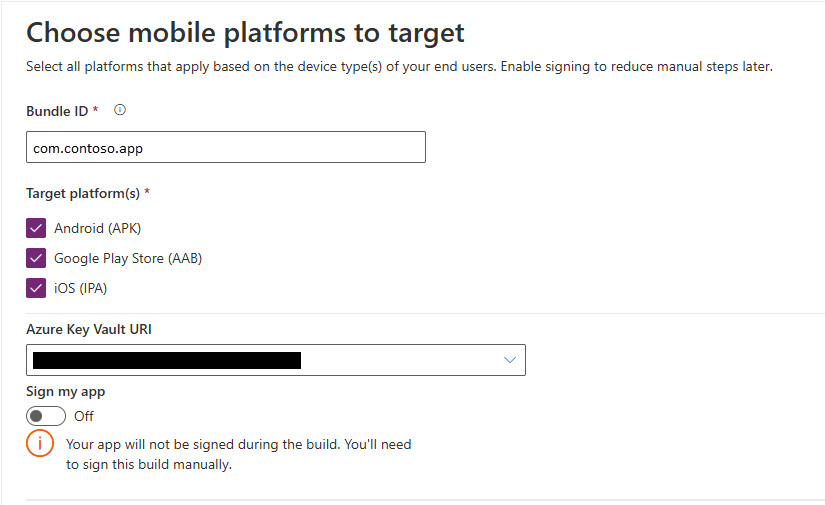 Choose mobile platforms to target
Select all platforms that apply based on the device type(s) of your end users. Enable signing to reduce manual steps later.
Bundle ID *
com.contoso.app
Target platform(s) *
Android (APK)
Google Play Store (AAB)
iOS (IPA)
Azure Key Vault URI
Sign my app
Off
Your app will not be signed during the build. You'll need
to sign this build manually.